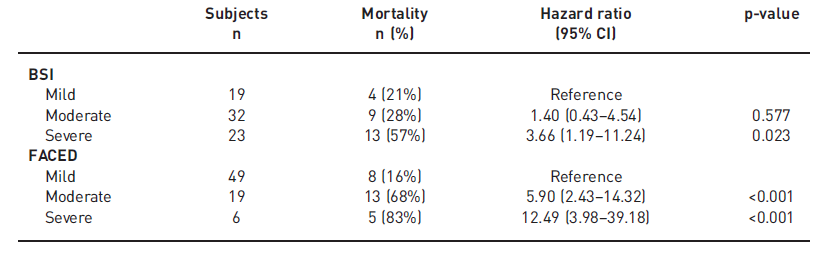 Subjects Mortality Hazard ratio p-value
n n (%) (95% CI)
BSI
Mild 19 4 (21%) Reference
Moderate 32 9 (28%) 1.40 (0.43–4.54) 0.577
Severe 23 13 (57%) 3.66 (1.19–11.24) 0.023
FACED
Mild 49 8 (16%) Reference
Moderate 19 13 (68%) 5.90 (2.43–14.32) <0.001
Severe 6 5 (83%) 12.49 (3.98–39.18) <0.001